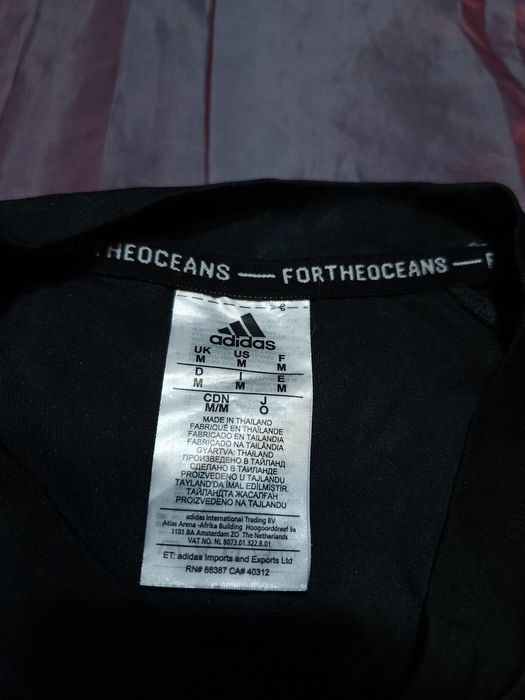 THEOCEANS — FORTHEOCEANS — F
adidas
UK US F
M M M
D I E
M M M
CDN J
M/M O
MADE IN THAILAND
FABRIQUÉ EN THAÏLANDE
FABRICADO EN TAILANDIA
FABRICADO NA TAILÂNDIA
GYÁRTVA: THAILAND
ПРОИЗВЕДЕНО В ТАЙЛАНД
СДЕЛАНО В ТАИЛАНДЕ
PROIZVEDENO U TAJLANDU
TAYLAND'DA İMAL EDİLMİŞTİR.
ТАЙЛАНДТА ЖАСАЛҒАН
PROIZVEDENO NA TAJLANDU
adidas International Trading BV
Atlas Arena -Afrika Building Hoogoorddreef 9a
1101 BA Amsterdam ZO The Netherlands
VAT NO. NL 8073.01.322.B.01
ET: adidas Imports and Exports Ltd
RN# 88387 CA# 40312